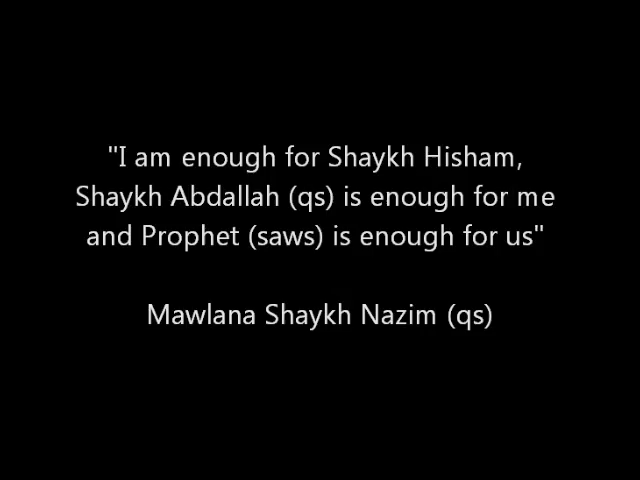 "I am enough for Shaykh Hisham,
Shaykh Abdallah (qs) is enough for me
and Prophet (saws) is enough for us"
Mawlana Shaykh Nazim (qs)